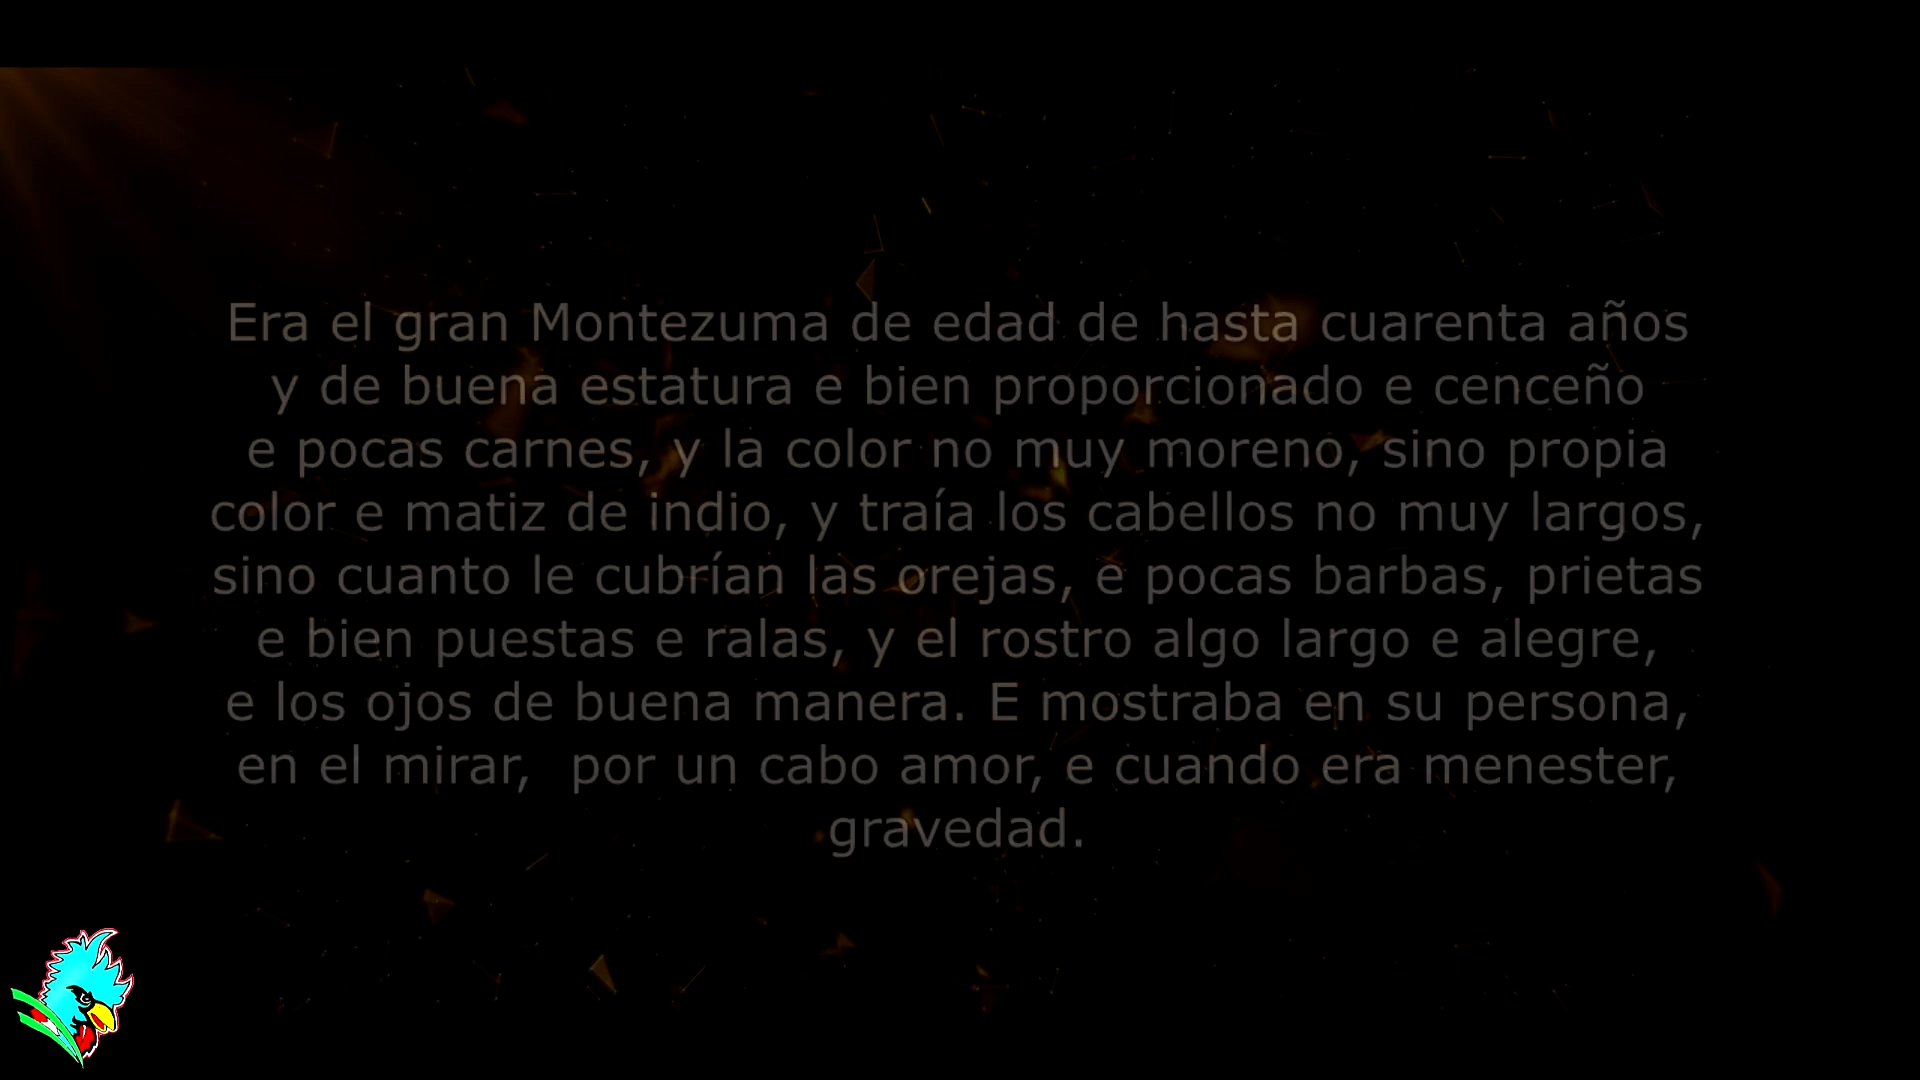 Era el gran Montezuma de edad de hasta cuarenta años
y de buena estatura e bien proporcionado e cenceño
e pocas carnes, y la color no muy moreno, sino propia
color e matiz de indio, y traía los cabellos no muy largos,
sino cuanto le cubrían las orejas, e pocas barbas, prietas
e bien puestas e ralas, y el rostro algo largo e alegre,
e los ojos de buena manera. E mostraba en su persona,
en el mirar,  por un cabo amor, e cuando era menester,
gravedad.